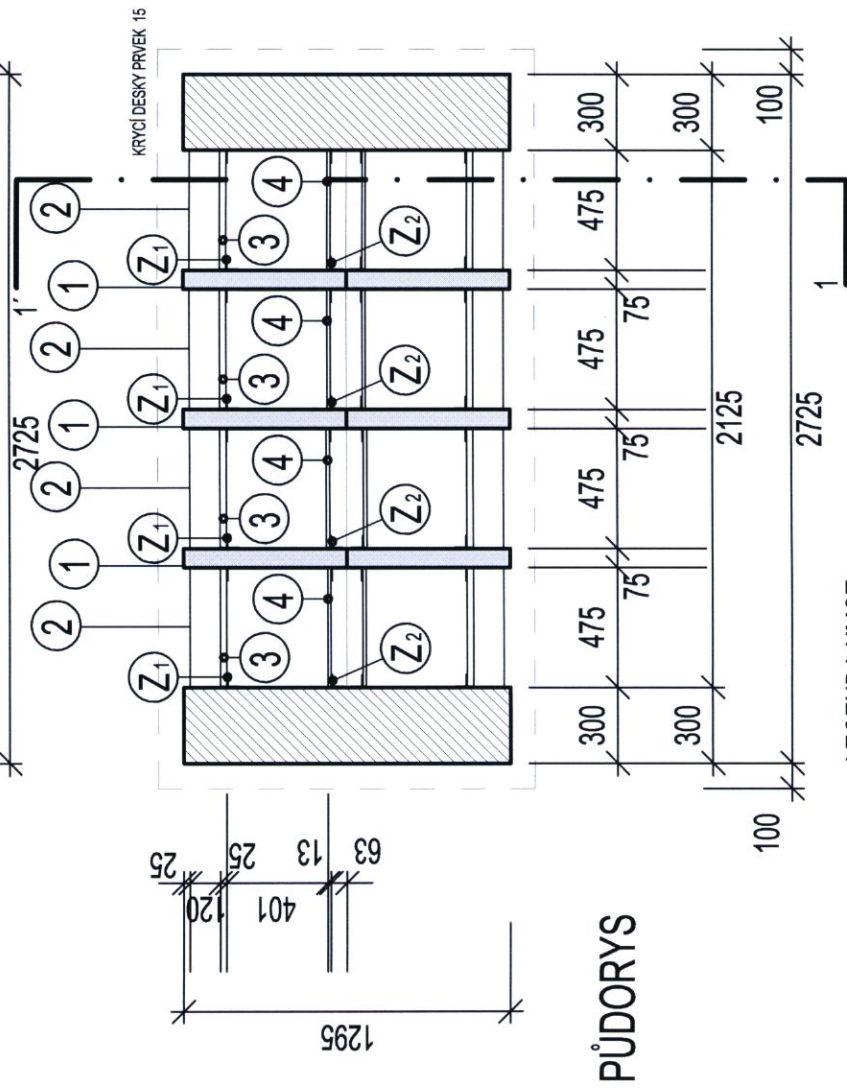 2725
KRYCÍ DESKY PRVEK 15
1´
1
2 1 2 1 2 1 2
Z1 Z1 Z1 Z1
3 3 3 3
4 4 4 4
Z2 Z2 Z2 Z2
25
120
25
401
13
63
1295
300 475 75 475 75 475 75 475 300
300 2125 300
100 2725 100
PŮDORYS